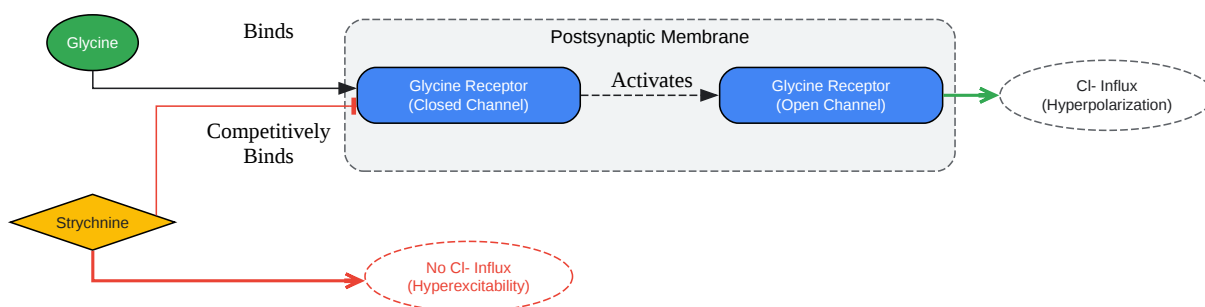 Binds
Glycine
Postsynaptic Membrane
Glycine Receptor
(Closed Channel)
Activates
Glycine Receptor
(Open Channel)
Cl- Influx
(Hyperpolarization)
Competitively
Binds
Strychnine
No Cl- Influx
(Hyperexcitability)